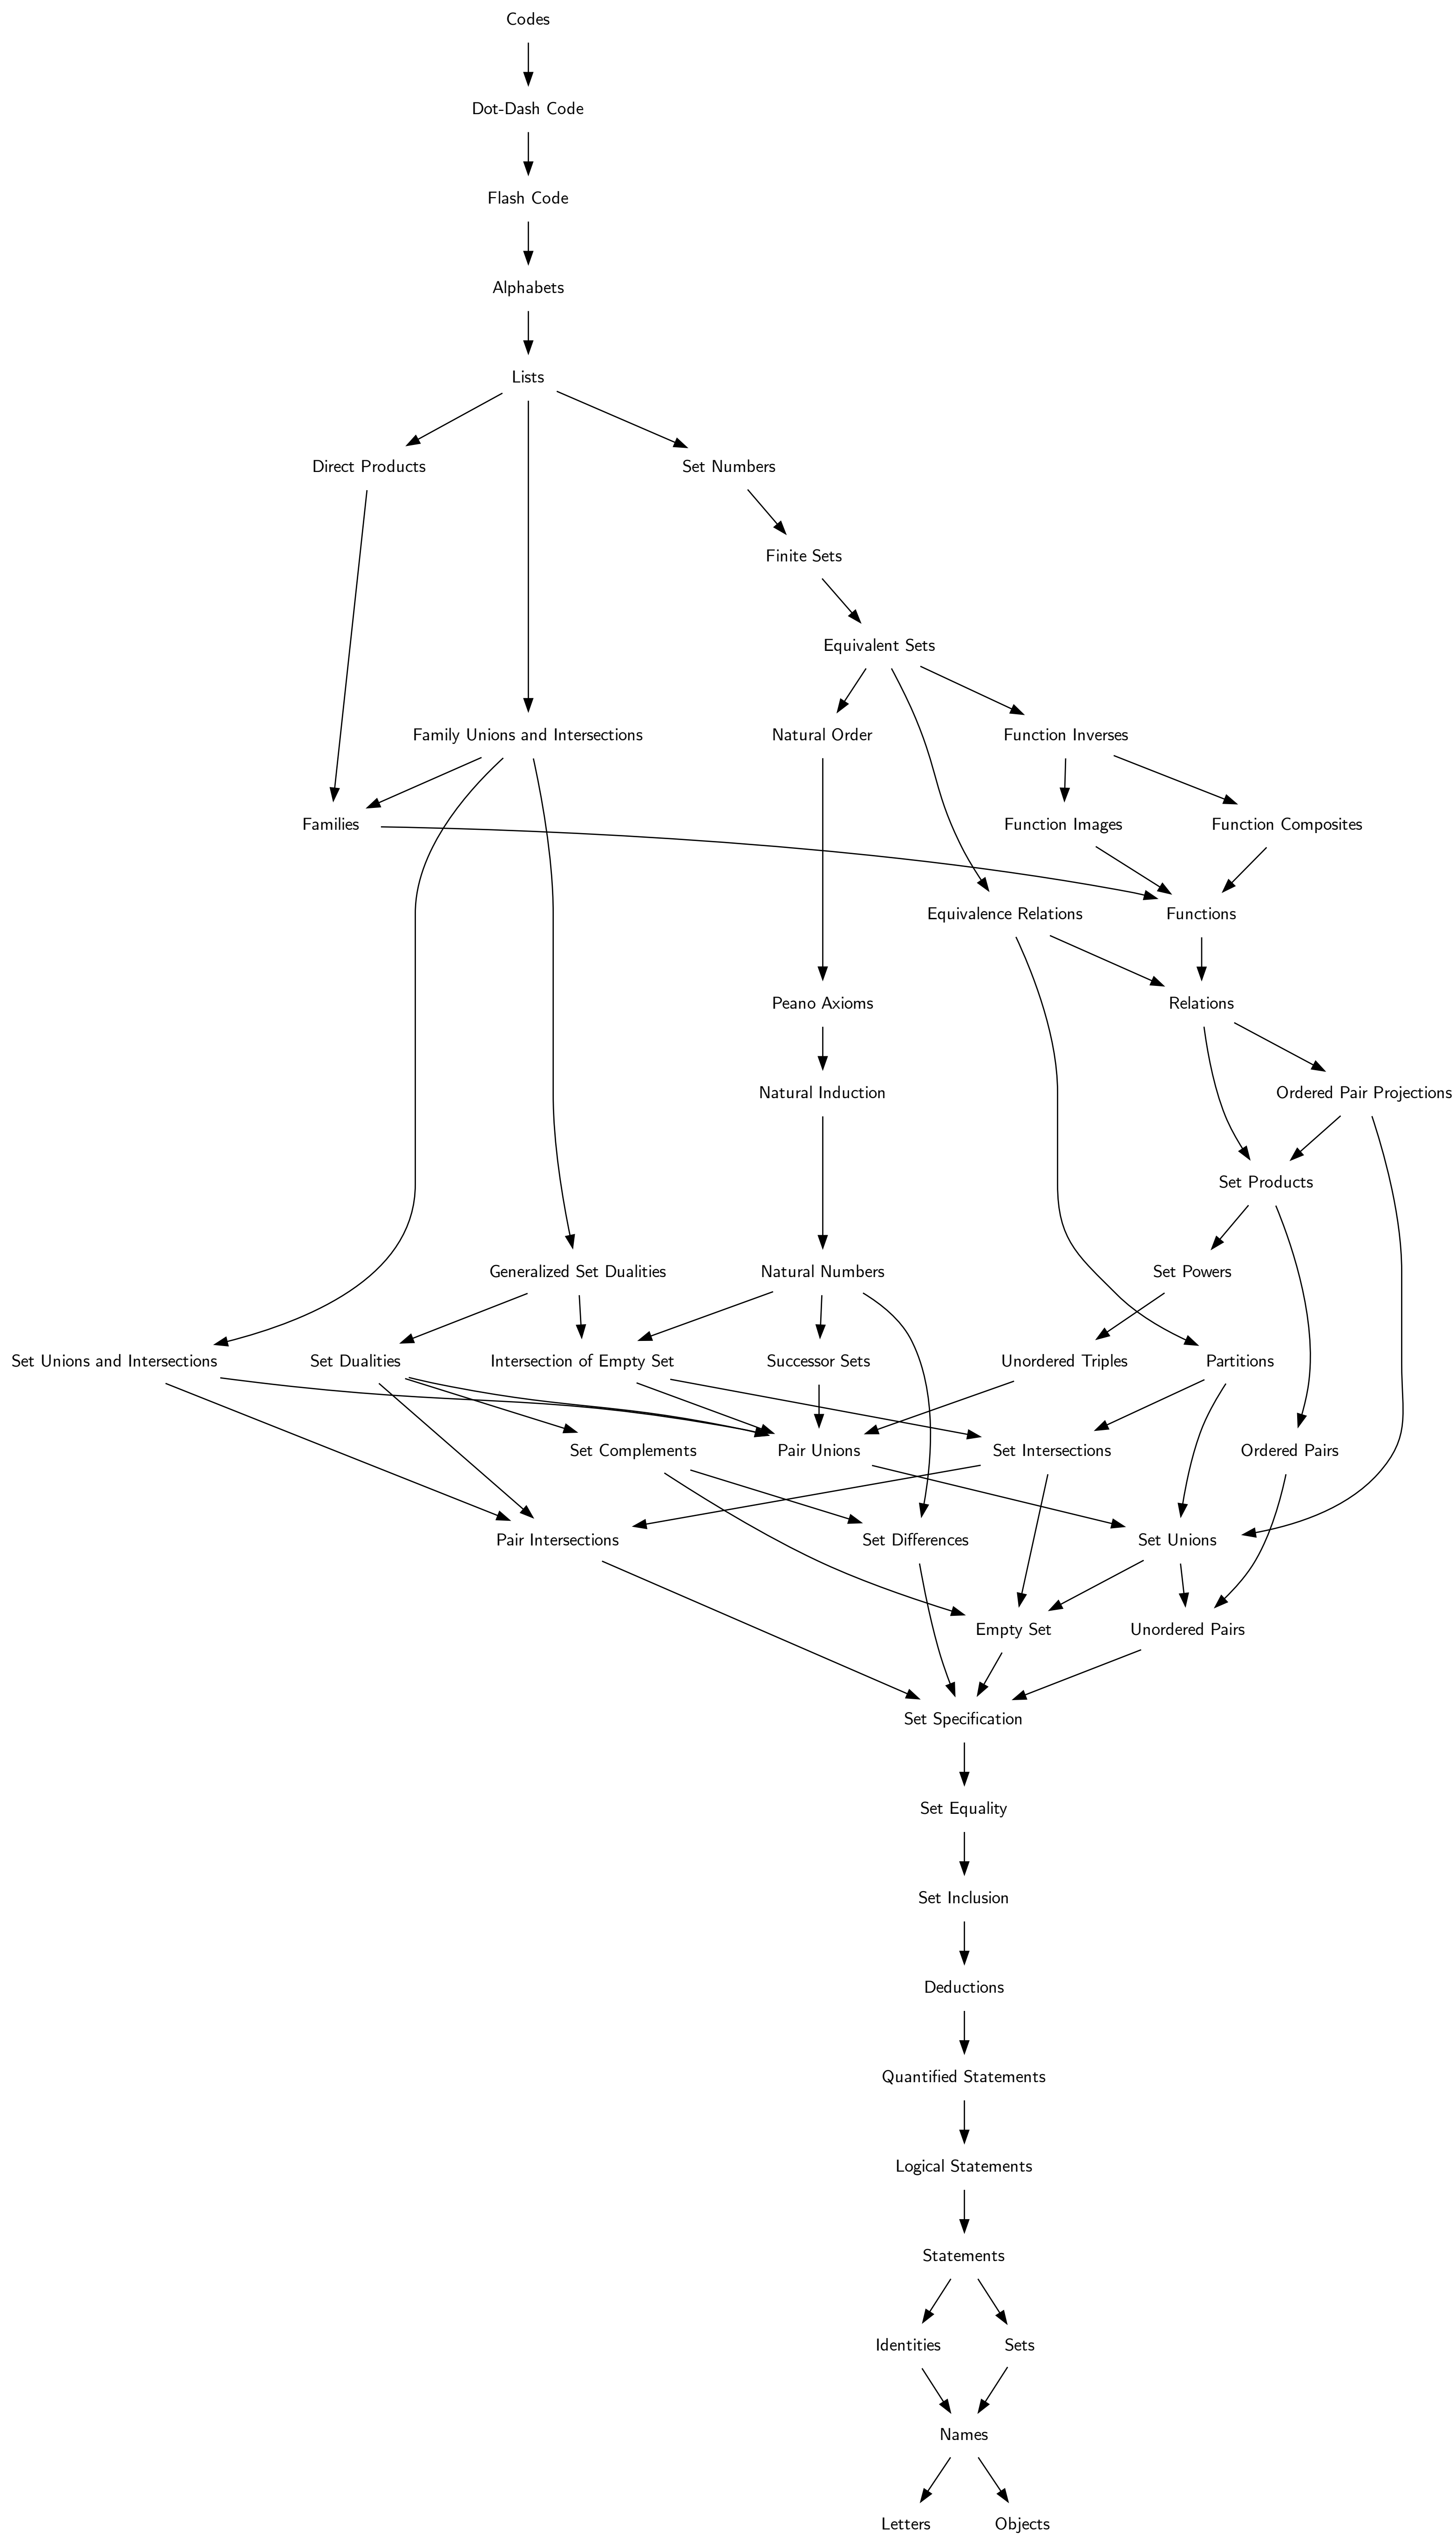 Codes
Dot-Dash Code
Flash Code
Alphabets
Lists
Direct Products
Set Numbers
Finite Sets
Equivalent Sets
Family Unions and Intersections
Natural Order
Function Inverses
Families
Function Images
Function Composites
Equivalence Relations
Functions
Peano Axioms
Relations
Natural Induction
Ordered Pair Projections
Set Products
Generalized Set Dualities
Natural Numbers
Set Powers
Set Unions and Intersections
Set Dualities
Intersection of Empty Set
Successor Sets
Unordered Triples
Partitions
Set Complements
Pair Unions
Set Intersections
Ordered Pairs
Pair Intersections
Set Differences
Set Unions
Empty Set
Unordered Pairs
Set Specification
Set Equality
Set Inclusion
Deductions
Quantified Statements
Logical Statements
Statements
Identities
Sets
Names
Letters
Objects